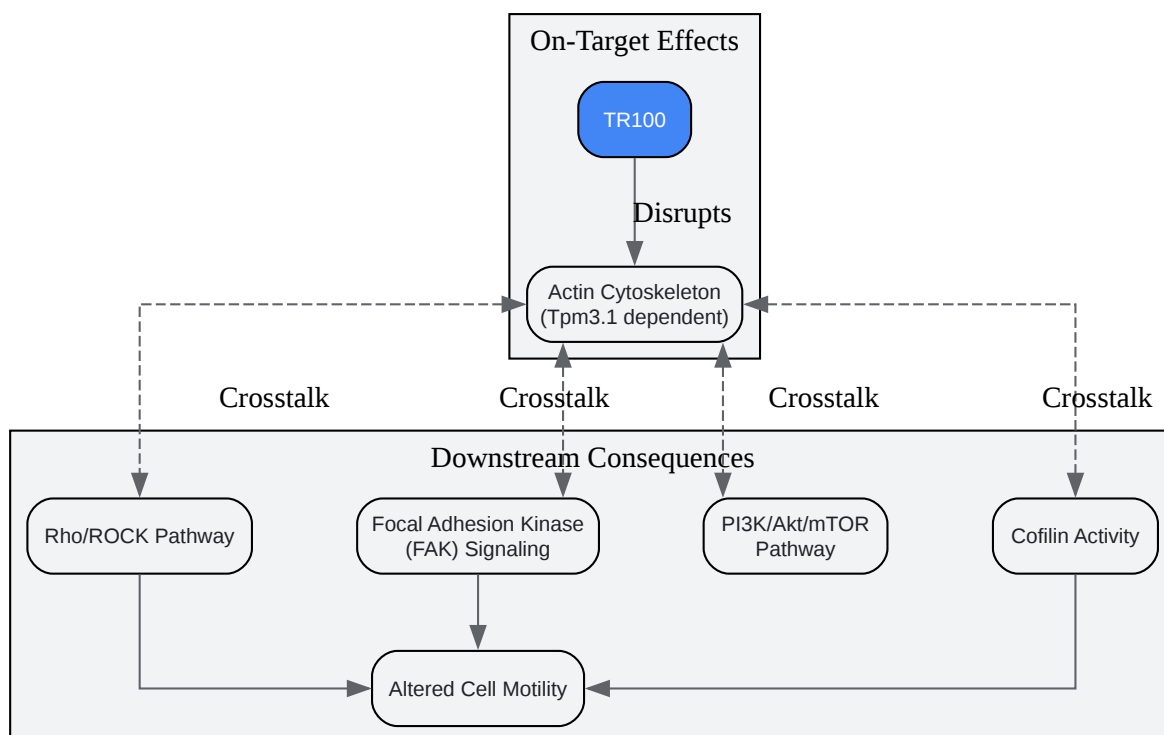 On-Target Effects
TR100
Disrupts
Actin Cytoskeleton
(Tpm3.1 dependent)
Crosstalk
Crosstalk
Crosstalk
Crosstalk
Downstream Consequences
Rho/ROCK Pathway
Focal Adhesion Kinase
(FAK) Signaling
PI3K/Akt/mTOR
Pathway
Cofilin Activity
Altered Cell Motility